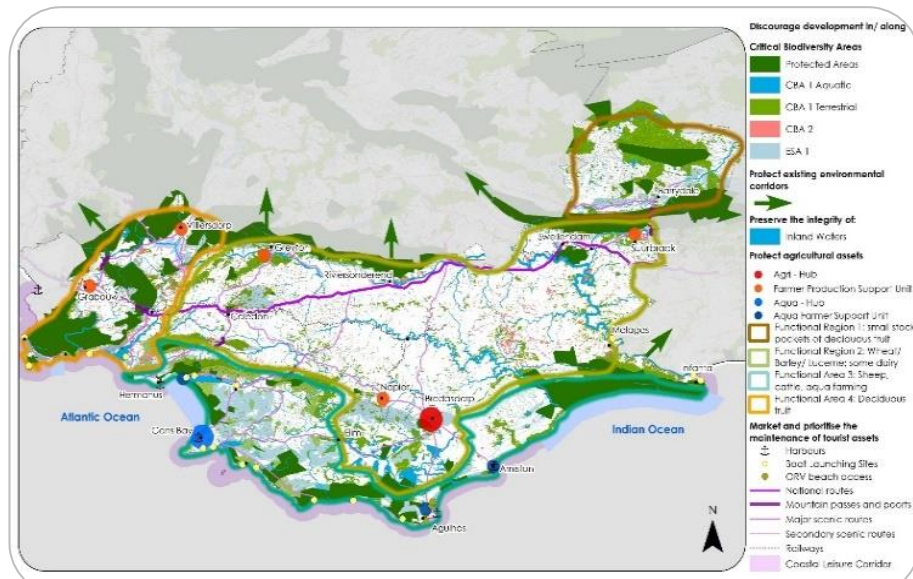 Discourage development in/ along
Critical Biodiversity Areas
Protected Areas
CBA 1 Aquatic
CBA 1 Terrestrial
CBA 2
ESA 1
Protect existing environmental
corridors
Preserve the integrity of:
Inland Waters
Protect agricultural assets
Agri - Hub
Farmer Production Support Unit
Aqua - Hub
Aqua Farmer Support Unit
Functional Region 1: small stock
pockets of deciduous fruit
Functional Region 2: Wheat/
Barley/ Lucerne; some dairy
Functional Area 3: Sheep,
cattle, aqua farming
Functional Area 4: Deciduous
fruit
Market and prioritise the
maintenance of tourist assets
Harbours
Boat Launching Sites
ORV beach access
National routes
Mountain passes and poorts
Major scenic routes
Secondary scenic routes
Railways
Coastal Leisure Corridor
Barrydale
Villiersdorp
Swellendam
Suurbraak
Greyton
Riviersonderend
Grabouw
Caledon
Malagas
Infanta
Hermanus
Napier
Bredasdorp
Atlantic Ocean
Gans Bay
Elim
Indian Ocean
Arniston
Agulhas
N